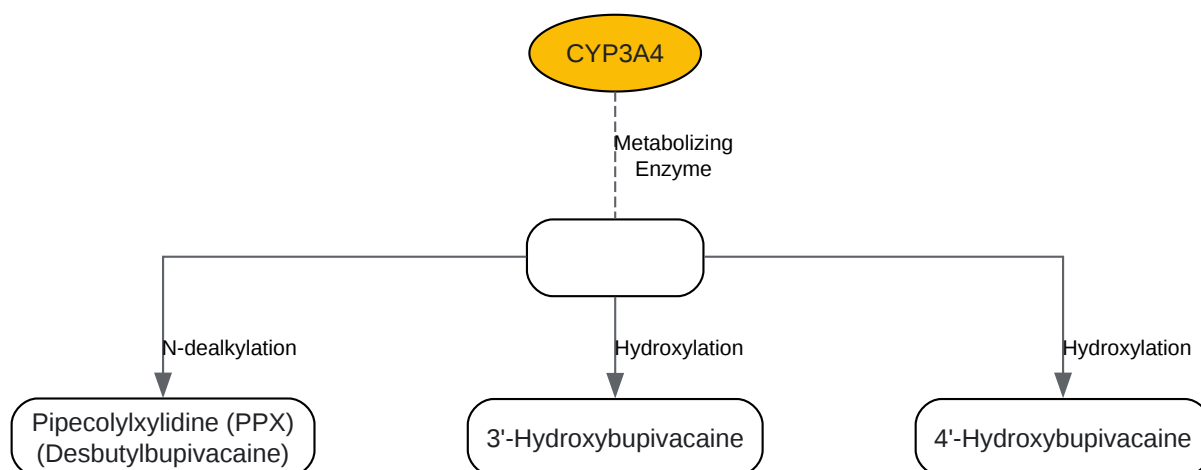 CYP3A4
Metabolizing
Enzyme
N-dealkylation
Hydroxylation
Hydroxylation
Pipecolylxylidine (PPX)
(Desbutylbupivacaine)
3'-Hydroxybupivacaine
4'-Hydroxybupivacaine